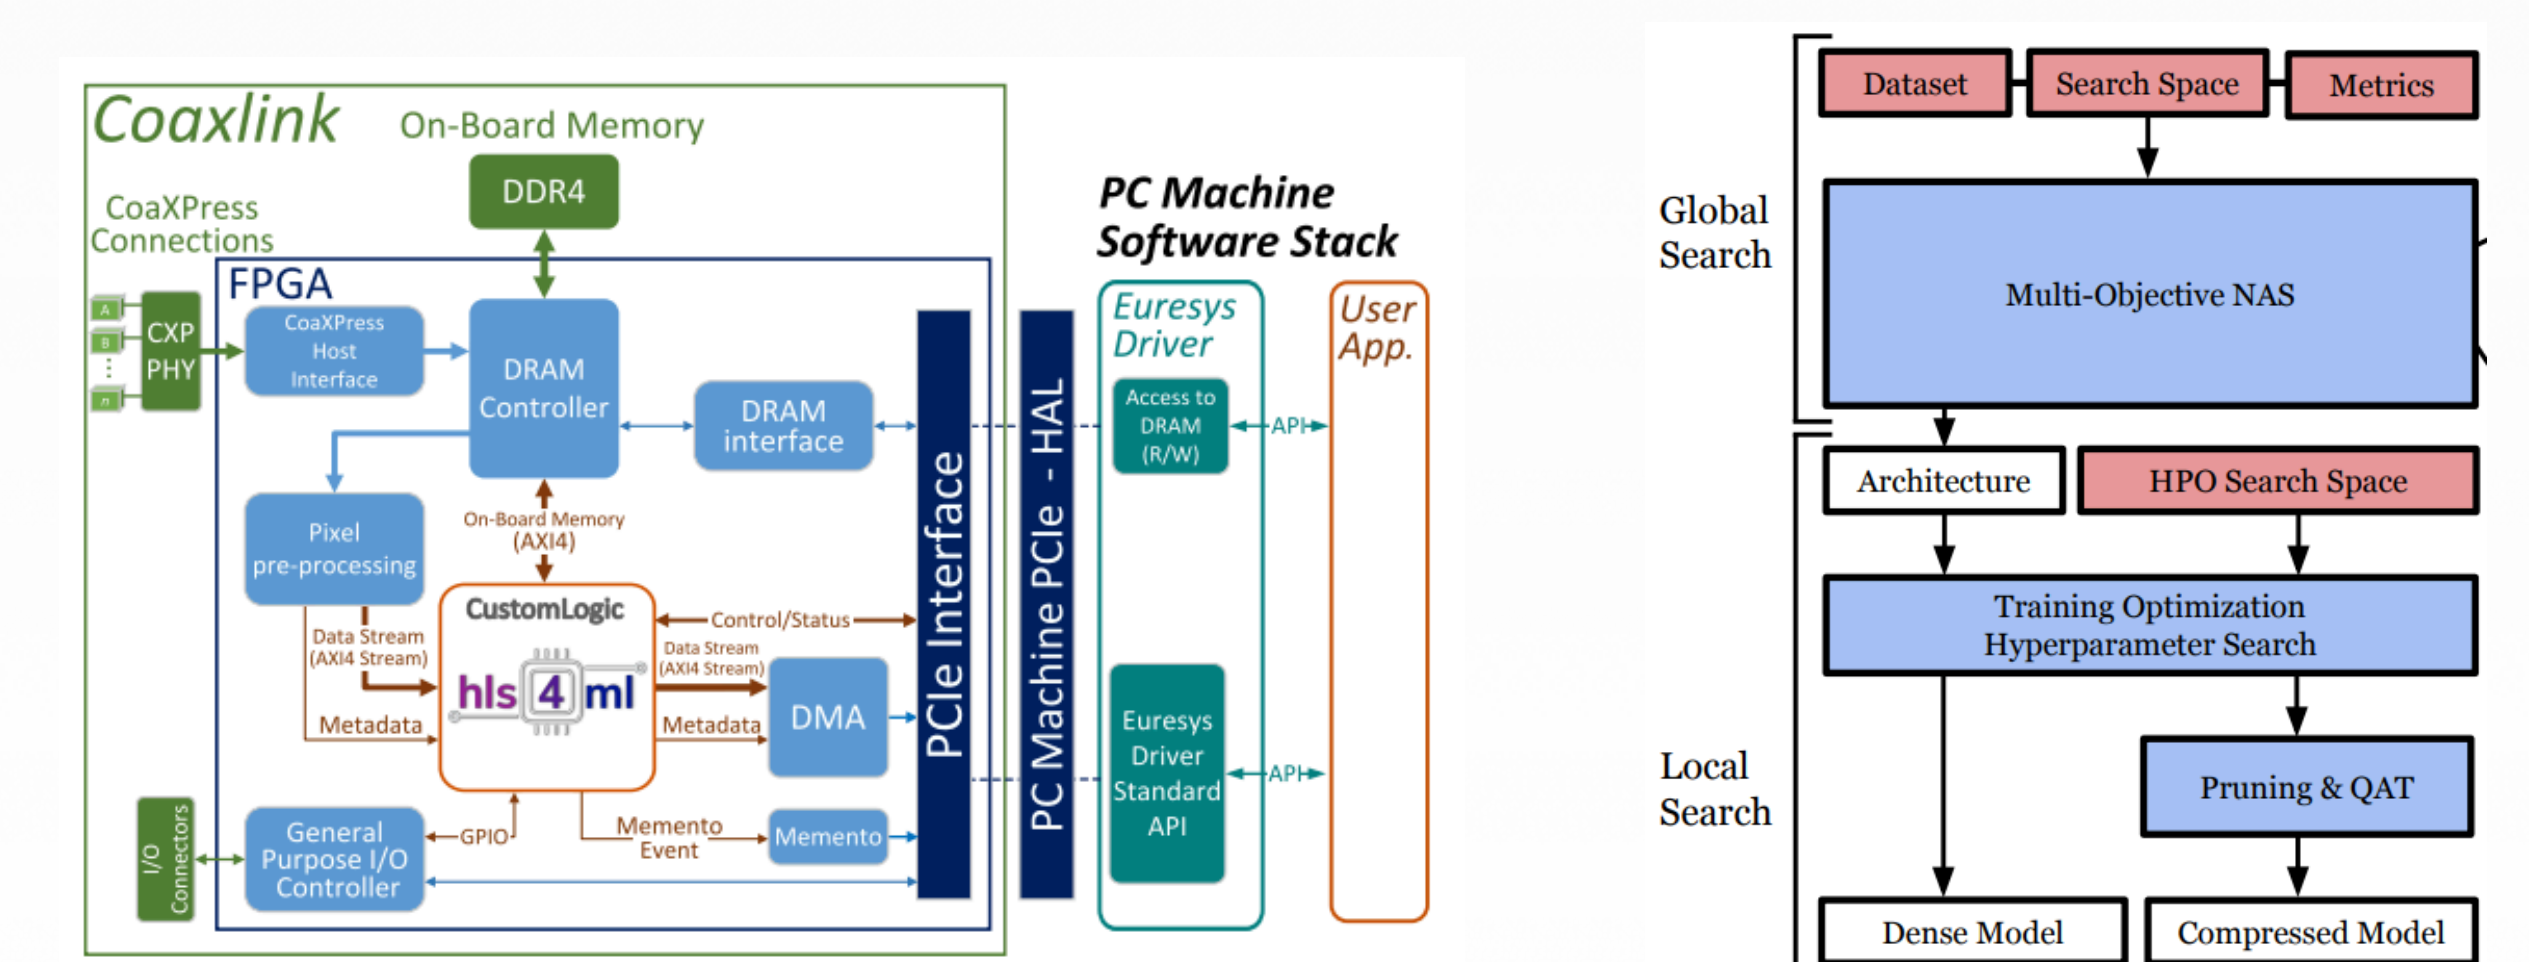 Coaxlink
On-Board Memory
DDR4
CoaXPress
Connections
FPGA
A
B
n
CXP
PHY
CoaXPress
Host
Interface
DRAM
Controller
DRAM
interface
Pixel
pre-processing
On-Board Memory
(AXI4)
CustomLogic
hls 4 ml
Data Stream
(AXI4 Stream)
Metadata
Control/Status
Data Stream
(AXI4 Stream)
Metadata
DMA
I/O
Connectors
General
Purpose I/O
Controller
GPIO
Memento
Event
Memento
PCIe Interface
PC Machine PCIe - HAL
PC Machine
Software Stack
Euresys
Driver
Access to
DRAM
(R/W)
API
Euresys
Driver
Standard
API
API
User
App.
Global
Search
Dataset
Search Space
Metrics
Multi-Objective NAS
Local
Search
Architecture
HPO Search Space
Training Optimization
Hyperparameter Search
Pruning & QAT
Dense Model
Compressed Model